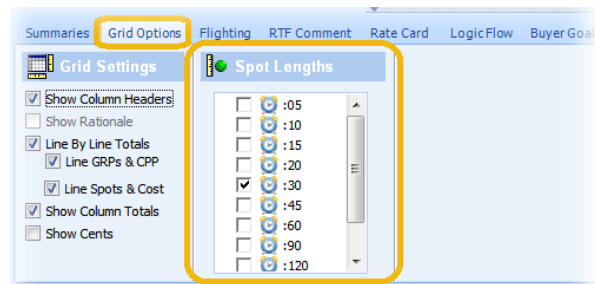 Summaries Grid Options Flighting RTF Comment Rate Card LogicFlow Buyer Goal
Grid Settings
Show Column Headers
Show Rationale
Line By Line Totals
Line GRPs & CPP
Line Spots & Cost
Show Column Totals
Show Cents
Spot Lengths
:05
:10
:15
:20
:30
:45
:60
:90
:120